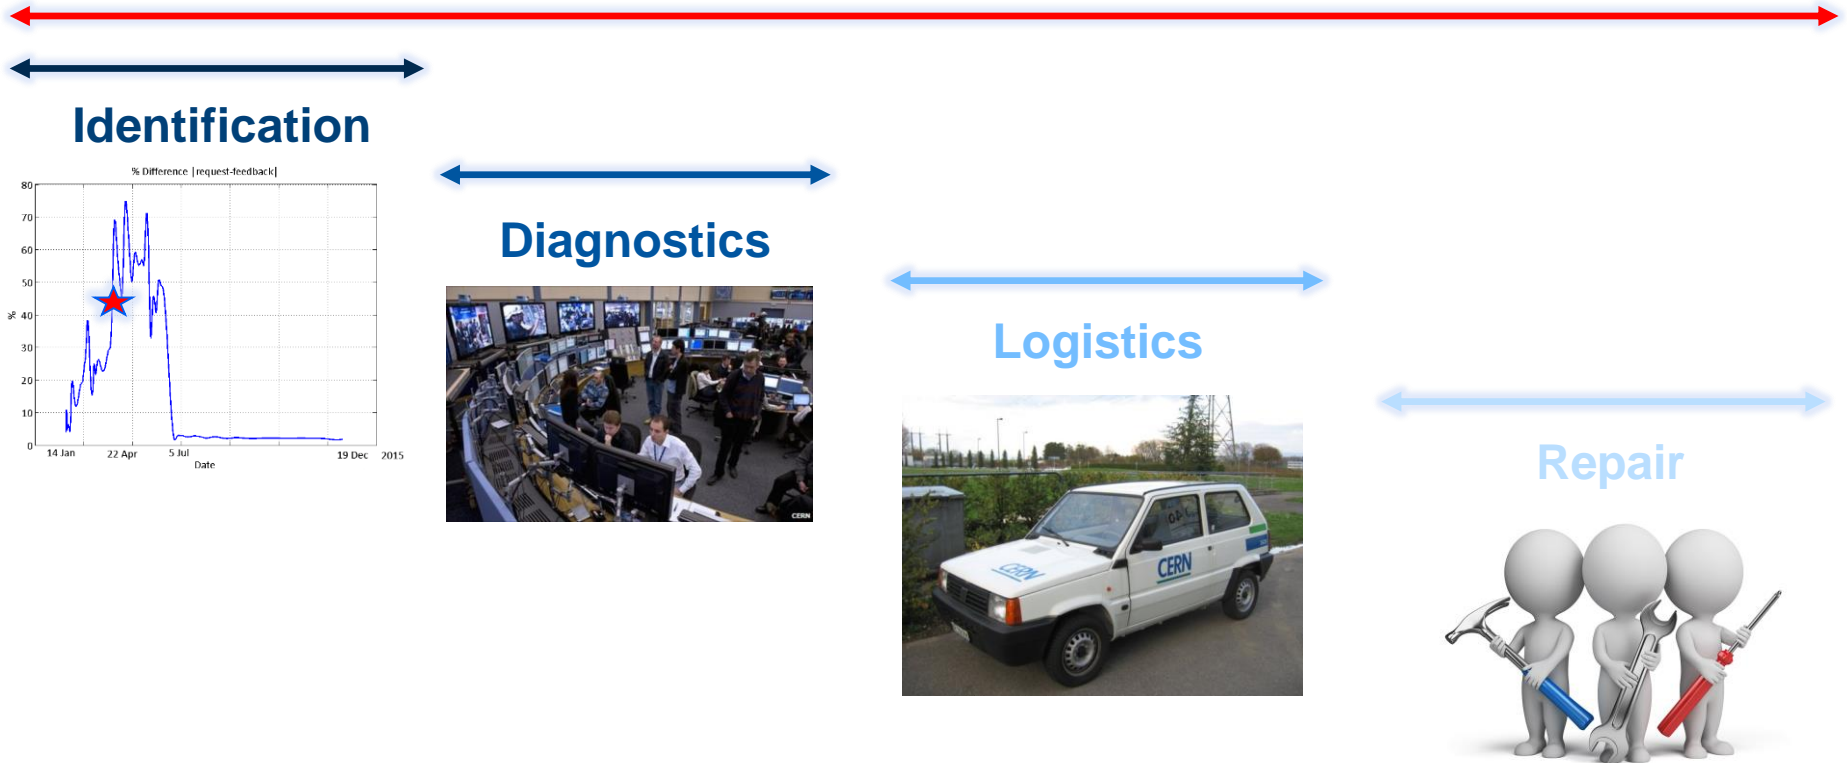 Identification
% Difference |request-feedback|
80
70
60
50
40
30
20
10
0
%
14 Jan 22 Apr 5 Jul 19 Dec 2015
Date
Diagnostics
CERN
Logistics
CERN
CERN
Repair